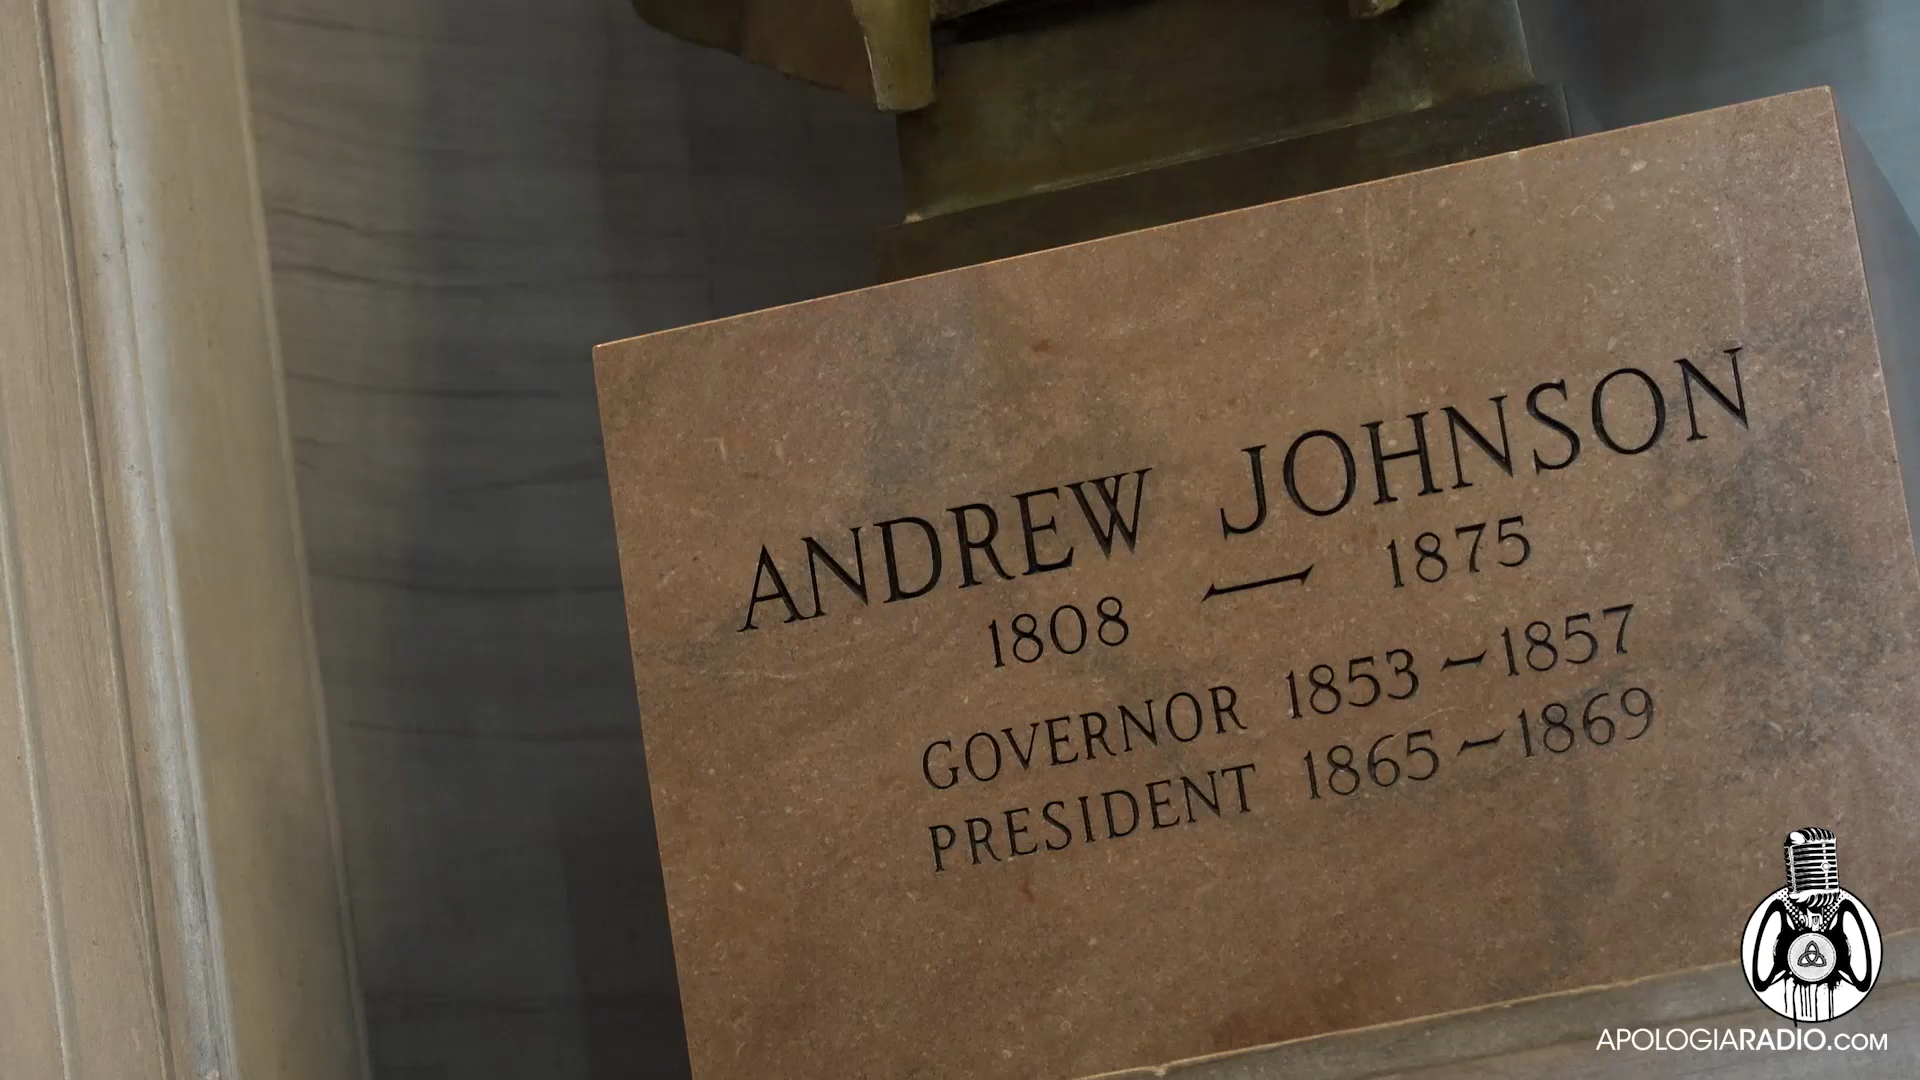 ANDREW JOHNSON
1808 — 1875
GOVERNOR 1853 – 1857
PRESIDENT 1865 – 1869
APOLOGIARADIO.COM